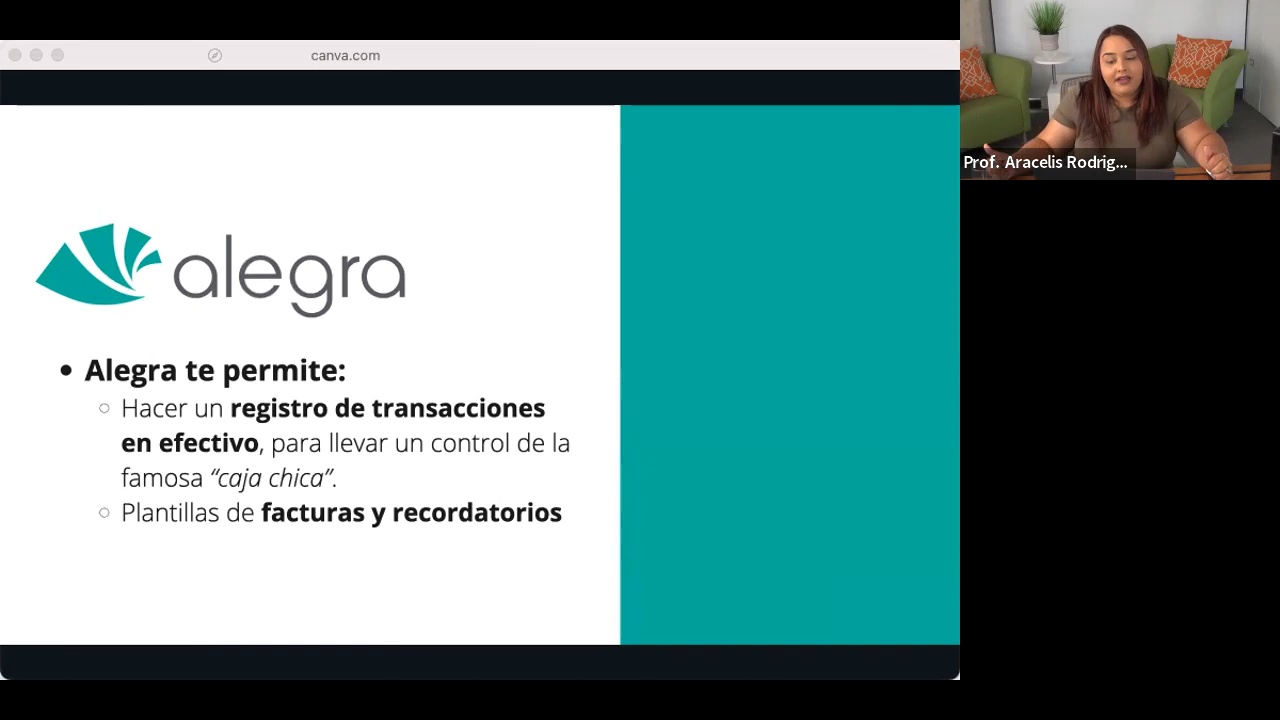 canva.com
alegra
• Alegra te permite:
○ Hacer un registro de transacciones
en efectivo, para llevar un control de la
famosa “caja chica”.
○ Plantillas de facturas y recordatorios
Prof. Aracelis Rodrig...